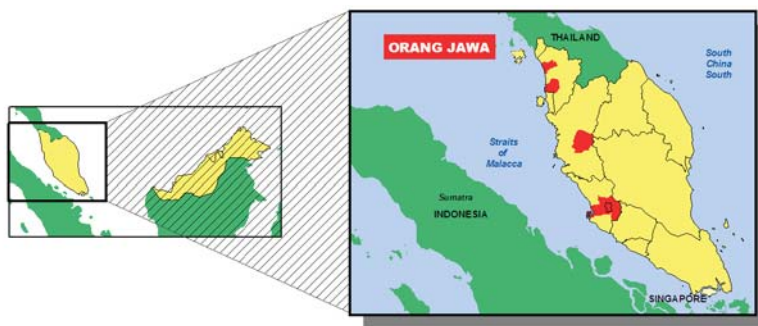 ORANG JAWA
THAILAND
South
China
South
Straits
of
Malacca
Sumatra
INDONESIA
SINGAPORE